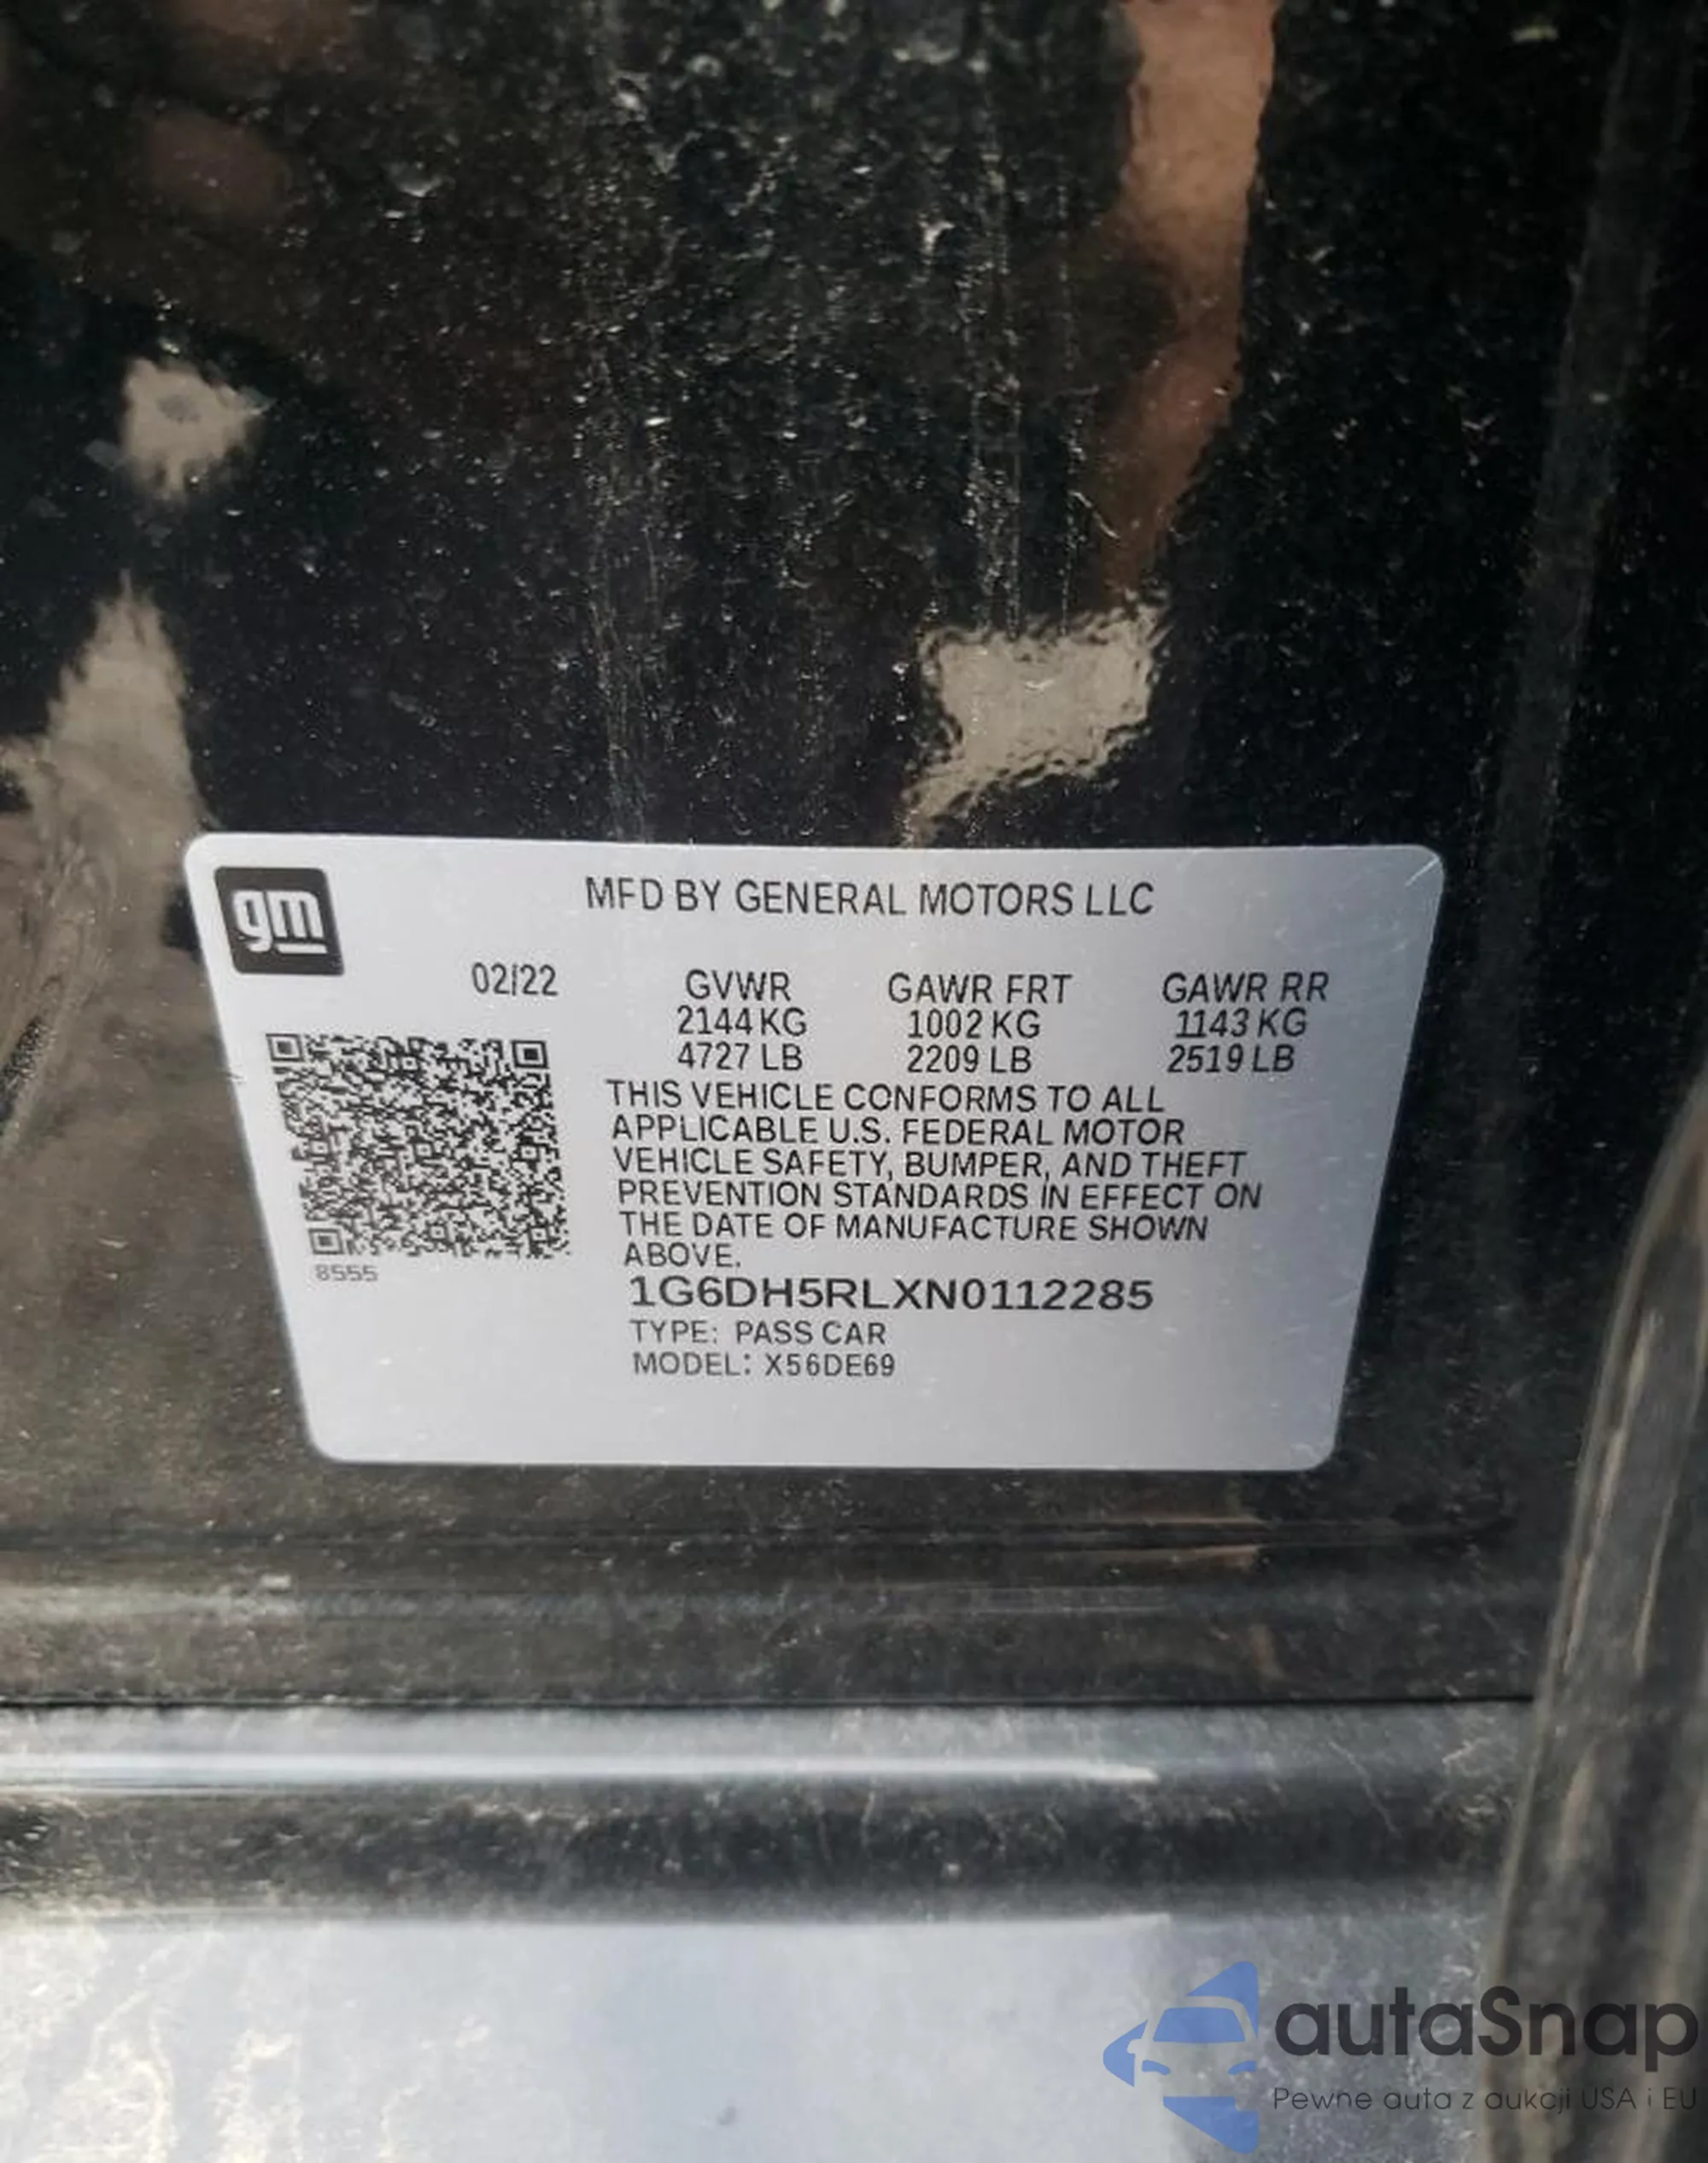 gm
MFD BY GENERAL MOTORS LLC
02/22 GVWR GAWR FRT GAWR RR
2144 KG 1002 KG 1143 KG
4727 LB 2209 LB 2519 LB
THIS VEHICLE CONFORMS TO ALL
APPLICABLE U.S. FEDERAL MOTOR
VEHICLE SAFETY, BUMPER, AND THEFT
PREVENTION STANDARDS IN EFFECT ON
THE DATE OF MANUFACTURE SHOWN
ABOVE.
8555
1G6DH5RLXN0112285
TYPE: PASS CAR
MODEL: X56DE69
autaSnap
Pewne auta z aukcji USA i EU